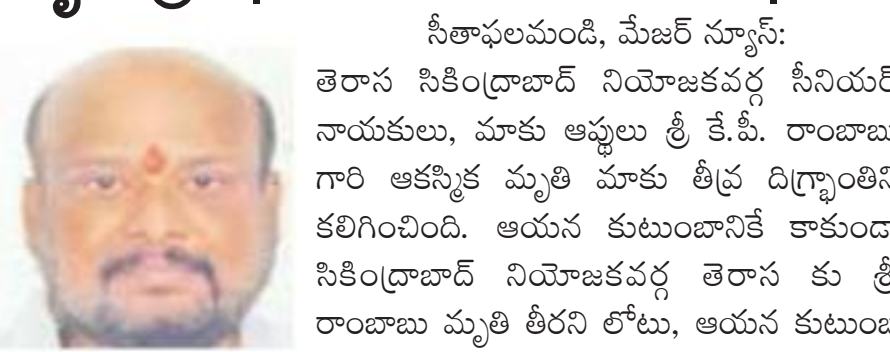 సీతాఫలమండి, మేజర్ న్యూస్:
తెరాస సికింద్రాబాద్ నియోజకవర్గ సీనియర్
నాయకులు, మాకు ఆప్తులు శ్రీ కే.పీ. రాంబాబు
గారి ఆకస్మిక మృతి మాకు తీవ్ర దిగ్భ్రాంతిని
కలిగించింది. ఆయన కుటుంబానికే కాకుండా
సికింద్రాబాద్ నియోజకవర్గ తెరాస కు శ్రీ
రాంబాబు మృతి తీరని లోటు, ఆయన కుటుంబ